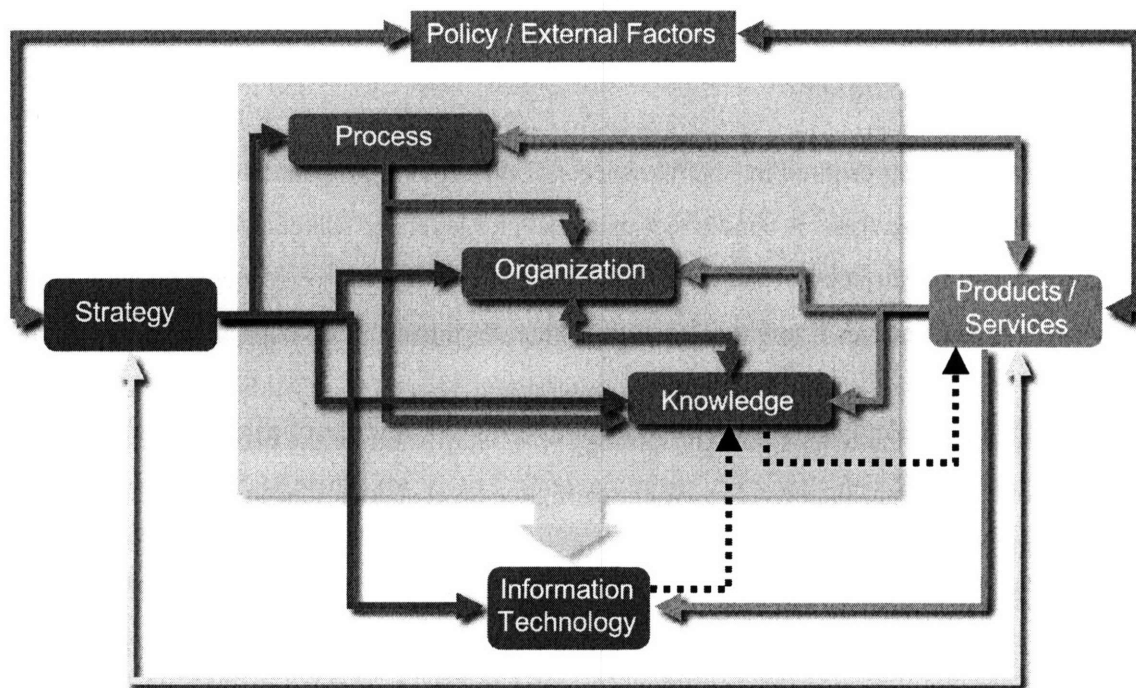 Policy / External Factors
Process
Organization
Strategy
Products /
Services
Knowledge
Information
Technology